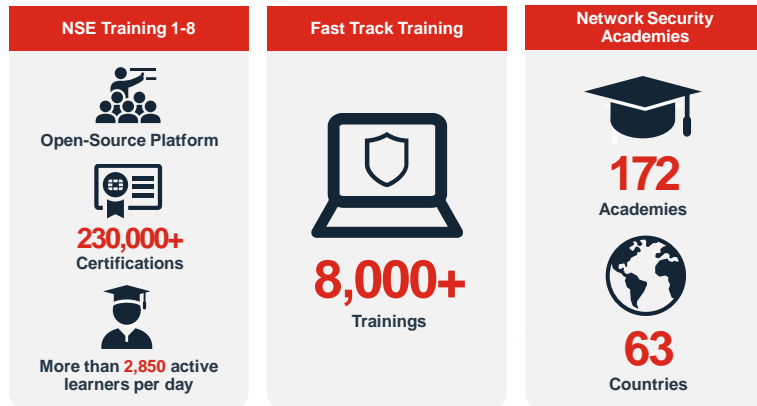 NSE Training 1-8
Open-Source Platform
230,000+
Certifications
More than 2,850 active
learners per day
Fast Track Training
8,000+
Trainings
Network Security
Academies
172
Academies
63
Countries